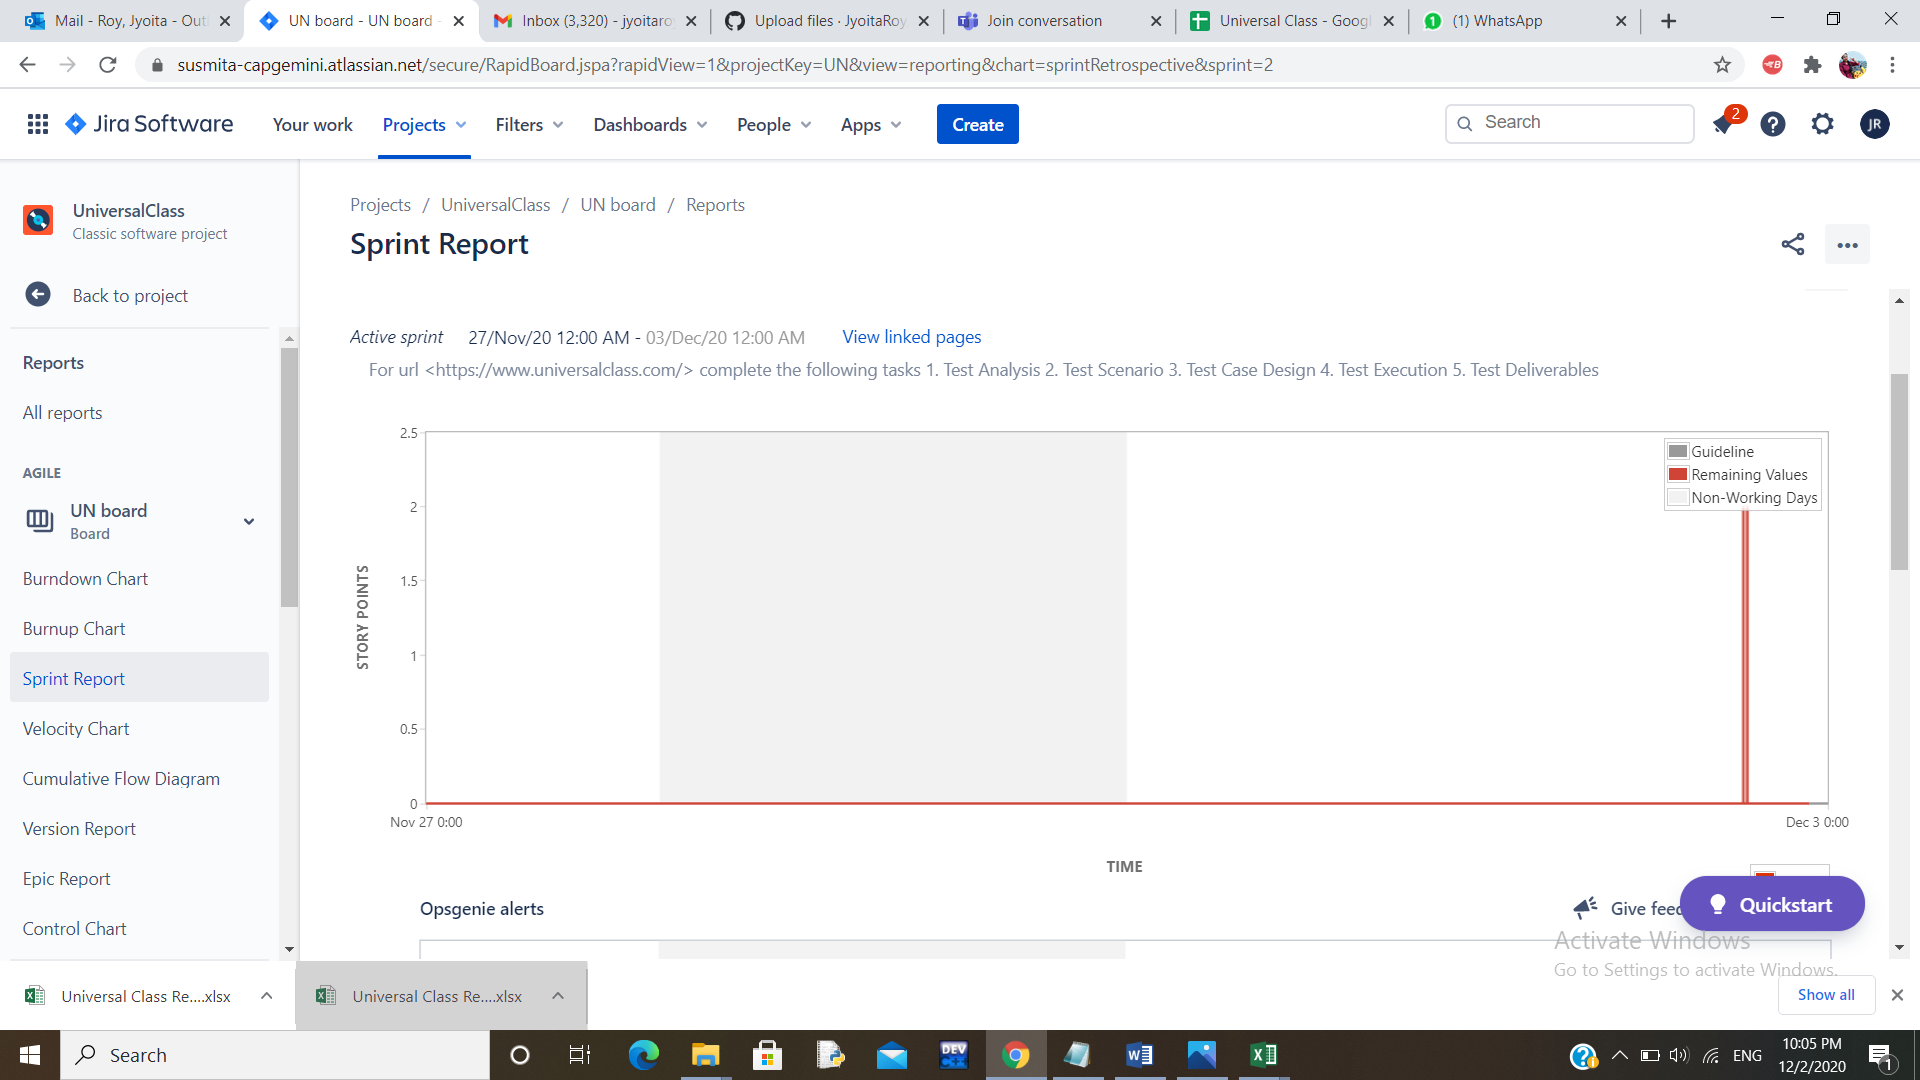 Mail - Roy, Jyoita - Out
UN board - UN board -
Inbox (3,320) - jyoitaro
Upload files · JyoitaRoy
Join conversation
Universal Class - Goog
1
(1) WhatsApp
susmita-capgemini.atlassian.net/secure/RapidBoard.jspa?rapidView=1&projectKey=UN&view=reporting&chart=sprintRetrospective&sprint=2
Jira Software
Your work
Projects
Filters
Dashboards
People
Apps
Create
Search
2
JR
UniversalClass
Classic software project
Back to project
Reports
All reports
AGILE
UN board
Board
Burndown Chart
Burnup Chart
Sprint Report
Velocity Chart
Cumulative Flow Diagram
Version Report
Epic Report
Control Chart
Projects / UniversalClass / UN board / Reports
Sprint Report
Active sprint 27/Nov/20 12:00 AM - 03/Dec/20 12:00 AM View linked pages
For url <https://www.universalclass.com/> complete the following tasks 1. Test Analysis 2. Test Scenario 3. Test Case Design 4. Test Execution 5. Test Deliverables
2.5
2
1.5
1
0.5
0
STORY POINTS
Guideline
Remaining Values
Non-Working Days
Nov 27 0:00
Dec 3 0:00
TIME
Opsgenie alerts
Give feed
Quickstart
Activate Windows
Go to Settings to activate Windows.
Universal Class Re....xlsx
Universal Class Re....xlsx
Show all
Search
DEV
C++
ENG
10:05 PM
12/2/2020
1